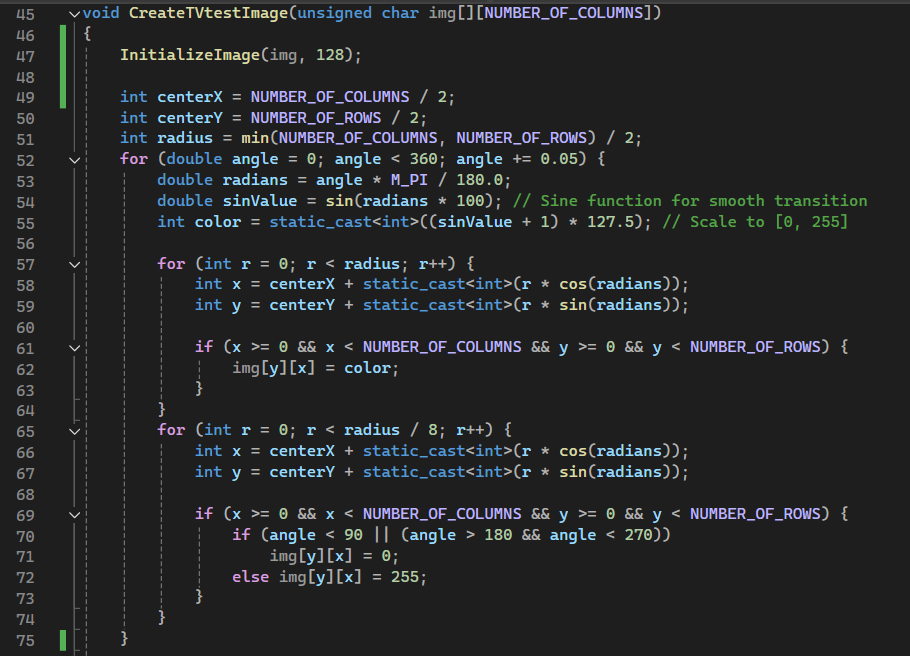 45 void CreateTVtestImage(unsigned char img[][NUMBER_OF_COLUMNS])
46 {
47     InitializeImage(img, 128);
48
49     int centerX = NUMBER_OF_COLUMNS / 2;
50     int centerY = NUMBER_OF_ROWS / 2;
51     int radius = min(NUMBER_OF_COLUMNS, NUMBER_OF_ROWS) / 2;
52     for (double angle = 0; angle < 360; angle += 0.05) {
53         double radians = angle * M_PI / 180.0;
54         double sinValue = sin(radians * 100); // Sine function for smooth transition
55         int color = static_cast<int>((sinValue + 1) * 127.5); // Scale to [0, 255]
56
57         for (int r = 0; r < radius; r++) {
58             int x = centerX + static_cast<int>(r * cos(radians));
59             int y = centerY + static_cast<int>(r * sin(radians));
60
61             if (x >= 0 && x < NUMBER_OF_COLUMNS && y >= 0 && y < NUMBER_OF_ROWS) {
62                 img[y][x] = color;
63             }
64         }
65         for (int r = 0; r < radius / 8; r++) {
66             int x = centerX + static_cast<int>(r * cos(radians));
67             int y = centerY + static_cast<int>(r * sin(radians));
68
69             if (x >= 0 && x < NUMBER_OF_COLUMNS && y >= 0 && y < NUMBER_OF_ROWS) {
70                 if (angle < 90 || (angle > 180 && angle < 270))
71                     img[y][x] = 0;
72                 else img[y][x] = 255;
73             }
74         }
75     }